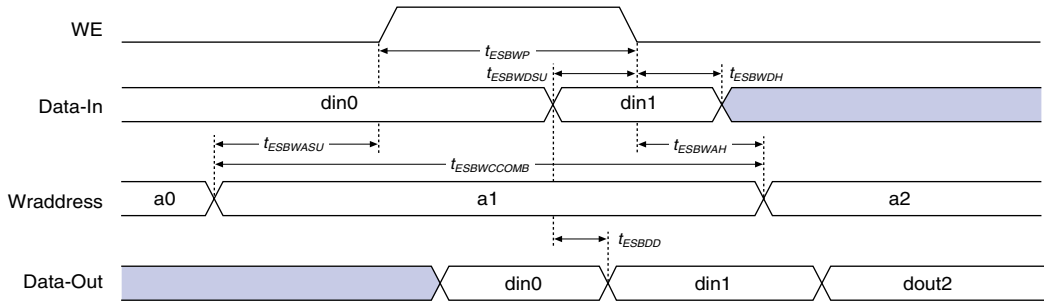 WE
tESBWP
tESBWDSU
tESBWDH
Data-In
din0
din1
tESBWASU
tESBWAH
tESBWCCOMB
Wraddress
a0
a1
a2
tESBDD
Data-Out
din0
din1
dout2